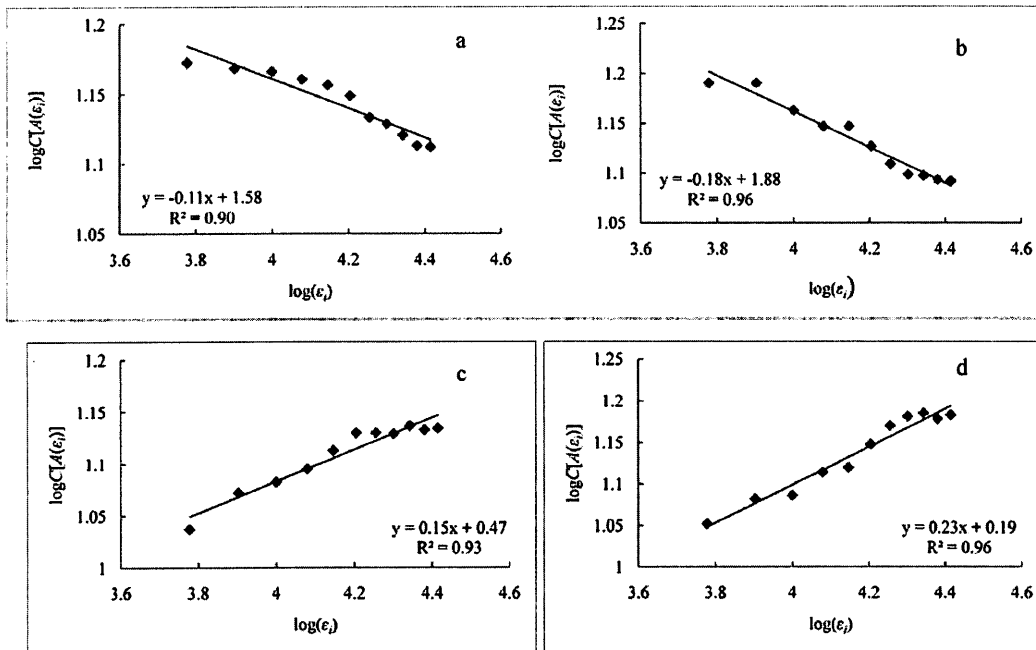 a
logC[A(εᵢ)]
1.2
1.15
1.1
1.05
y = -0.11x + 1.58
R² = 0.90
3.6 3.8 4 4.2 4.4 4.6
log(εᵢ)
b
logC[A(εᵢ)]
1.25
1.2
1.15
1.1
1.05
y = -0.18x + 1.88
R² = 0.96
3.6 3.8 4 4.2 4.4 4.6
log(εᵢ)
c
logC[A(εᵢ)]
1.2
1.15
1.1
1.05
1
y = 0.15x + 0.47
R² = 0.93
3.6 3.8 4 4.2 4.4 4.6
log(εᵢ)
d
logC[A(εᵢ)]
1.25
1.2
1.15
1.1
1.05
1
y = 0.23x + 0.19
R² = 0.96
3.6 3.8 4 4.2 4.4 4.6
log(εᵢ)